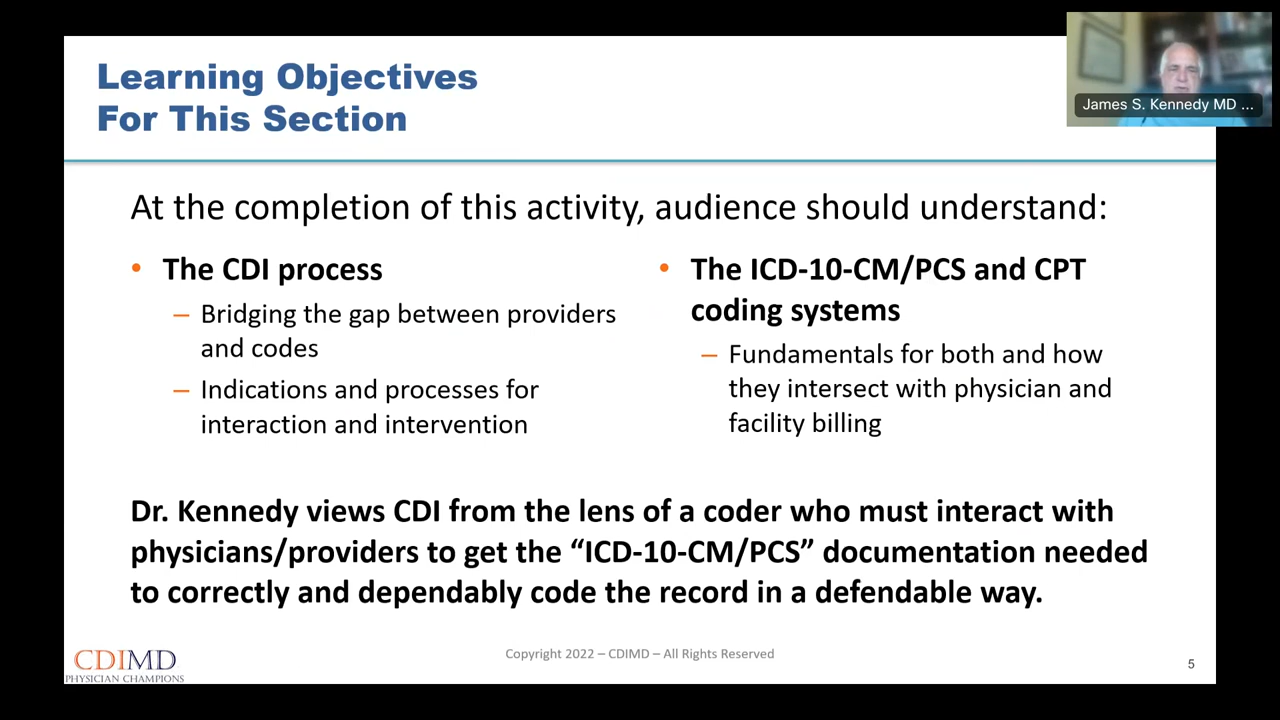 Learning Objectives
For This Section
James S. Kennedy MD ...
At the completion of this activity, audience should understand:
• The CDI process
– Bridging the gap between providers
and codes
– Indications and processes for
interaction and intervention
• The ICD-10-CM/PCS and CPT
coding systems
– Fundamentals for both and how
they intersect with physician and
facility billing
Dr. Kennedy views CDI from the lens of a coder who must interact with
physicians/providers to get the “ICD-10-CM/PCS” documentation needed
to correctly and dependably code the record in a defendable way.
CDIMD
PHYSICIAN CHAMPIONS
Copyright 2022 – CDIMD – All Rights Reserved
5